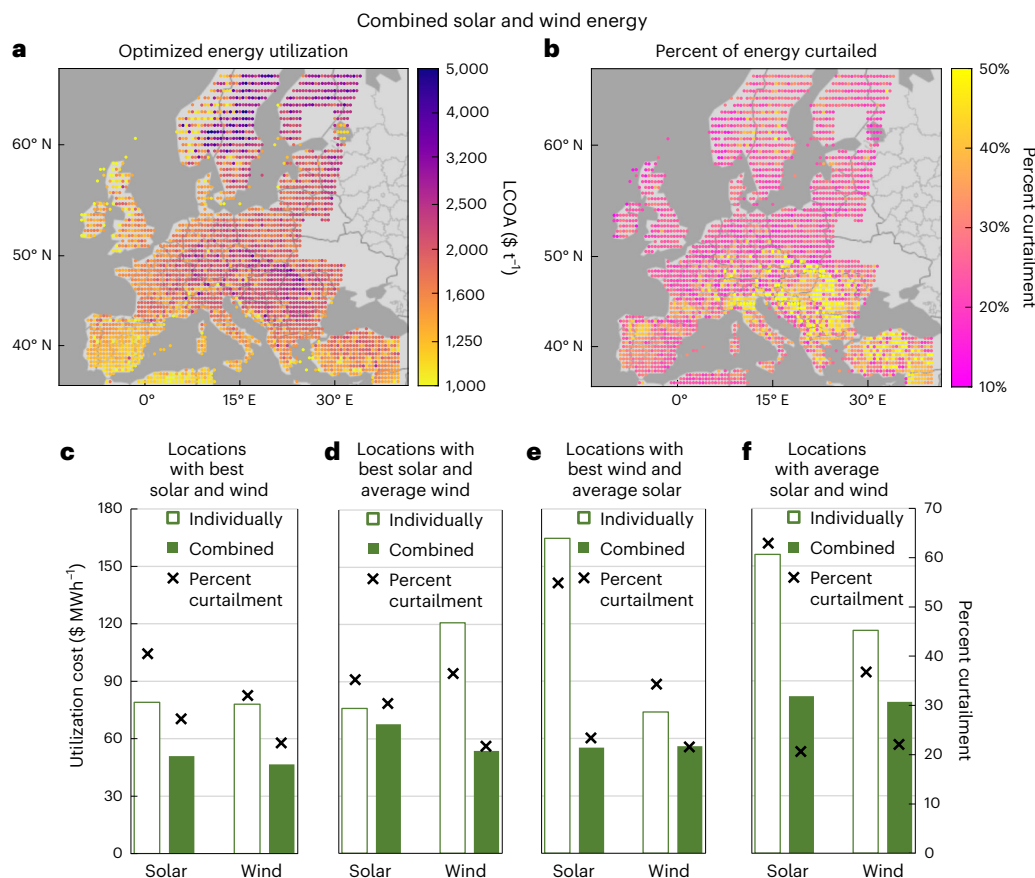 Combined solar and wind energy
a
Optimized energy utilization
60° N
50° N
40° N
0°
15° E
30° E
5,000
4,000
3,200
2,500
2,000
1,600
1,250
1,000
LCOA ($ t⁻¹)
b
Percent of energy curtailed
60° N
50° N
40° N
0°
15° E
30° E
50%
40%
30%
20%
10%
Percent curtailment
c
Locations
with best
solar and wind
Utilization cost ($ MWh⁻¹)
180
150
120
90
60
30
0
Individually
Combined
Percent
curtailment
Solar
Wind
d
Locations with
best solar and
average wind
Individually
Combined
Percent
curtailment
Solar
Wind
e
Locations with
best wind and
average solar
Individually
Combined
Percent
curtailment
Solar
Wind
f
Locations
with average
solar and wind
Individually
Combined
Percent
curtailment
Solar
Wind
70
60
50
40
30
20
10
0
Percent curtailment